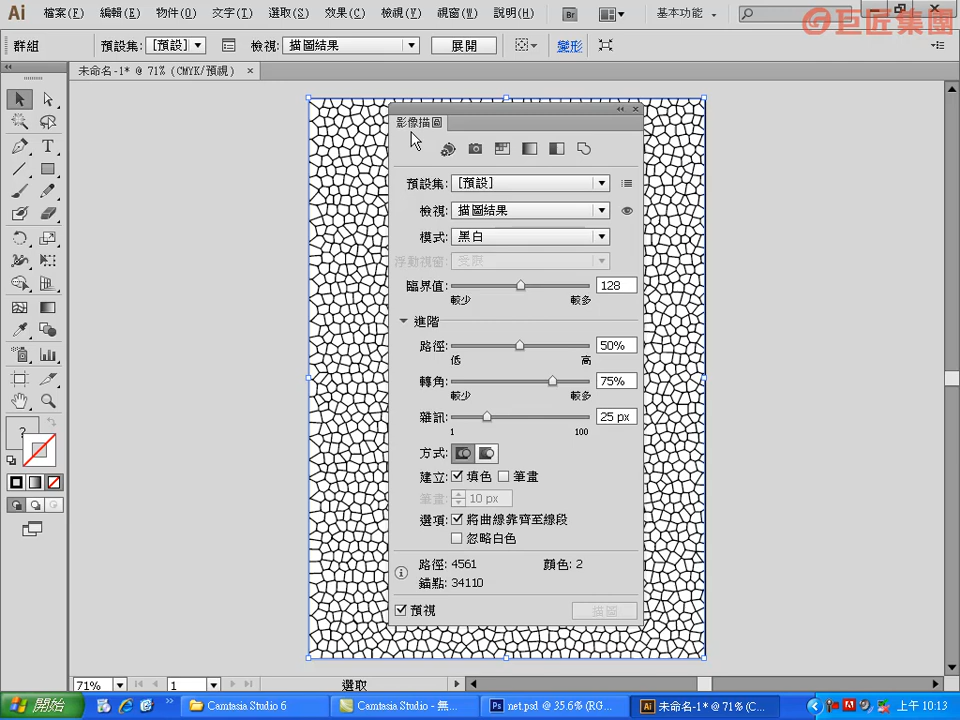 Ai 檔案(F) 編輯(E) 物件(O) 文字(T) 選取(S) 效果(C) 檢視(V) 視窗(W) 說明(H) Br 基本功能
巨匠集團
群組 預設集: [預設] 檢視: 描圖結果 展開 變形
未命名-1* @ 71% (CMYK/預視) ×
影像描圖
預設集: [預設]
檢視: 描圖結果
模式: 黑白
浮動視窗: 受限
臨界值: 128
較少 較多
進階
路徑: 50%
低 高
轉角: 75%
較少 較多
雜訊: 25 px
1 100
方式:
建立: 填色 筆畫
筆畫: 10 px
選項: 將曲線靠齊至線段
忽略白色
路徑: 4561 顏色: 2
錨點: 34110
預視 描圖
?
T
71% 1 選取
開始 Camtasia Studio 6 Camtasia Studio - 無... Ps net.psd @ 35.6% (RG... Ai 未命名-1* @ 71% (C... 上午 10:13